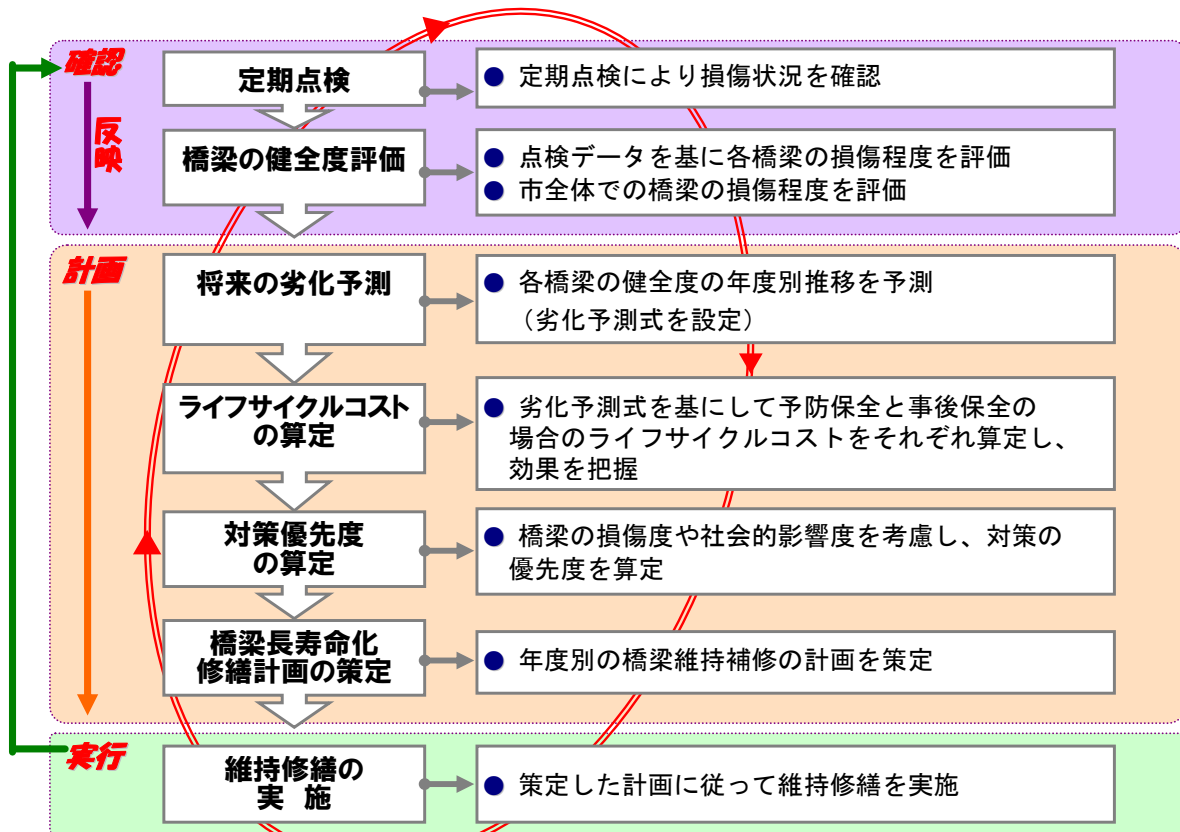 確認
定期点検
● 定期点検により損傷状況を確認
反映
橋梁の健全度評価
● 点検データを基に各橋梁の損傷程度を評価
● 市全体での橋梁の損傷程度を評価
計画
将来の劣化予測
● 各橋梁の健全度の年度別推移を予測
（劣化予測式を設定）
ライフサイクルコスト
の算定
● 劣化予測式を基にして予防保全と事後保全の
場合のライフサイクルコストをそれぞれ算定し、
効果を把握
対策優先度
の算定
● 橋梁の損傷度や社会的影響度を考慮し、対策の
優先度を算定
橋梁長寿命化
修繕計画の策定
● 年度別の橋梁維持補修の計画を策定
実行
維持修繕の
実 施
● 策定した計画に従って維持修繕を実施